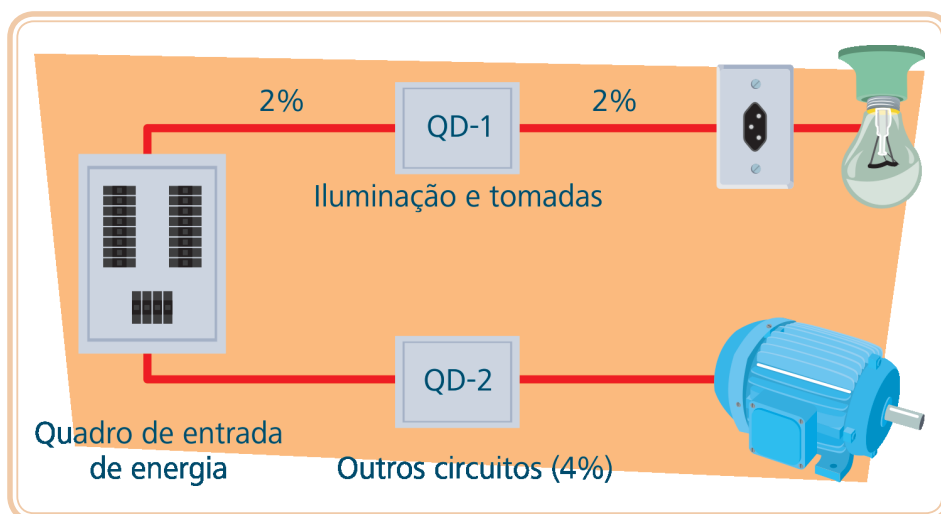 2%
QD-1
2%
Iluminação e tomadas
QD-2
Quadro de entrada
de energia
Outros circuitos (4%)